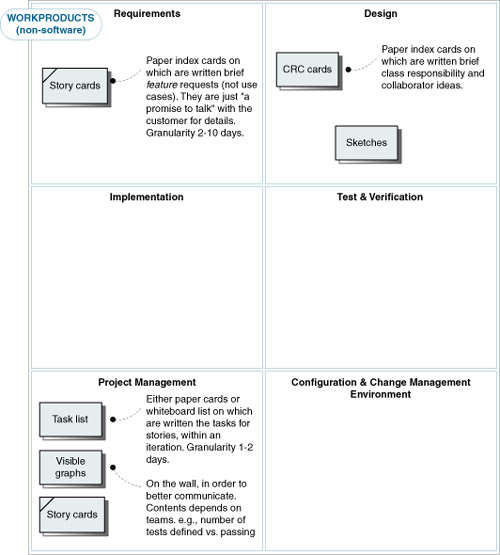 WORKPRODUCTS
(non-software)
Requirements
Story cards
Paper index cards on
which are written brief
feature requests (not use
cases). They are just "a
promise to talk" with the
customer for details.
Granularity 2-10 days.
Design
CRC cards
Paper index cards on
which are written brief
class responsibility and
collaborator ideas.
Sketches
Implementation
Test & Verification
Project Management
Task list
Either paper cards or
whiteboard list on which
are written the tasks for
stories, within an
iteration. Granularity 1-2
days.
Visible
graphs
On the wall, in order to
better communicate.
Contents depends on
teams. e.g., number of
tests defined vs. passing
Story cards
Configuration & Change Management
Environment